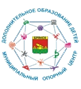 ДОПОЛНИТЕЛЬНОЕ ОБРАЗОВАНИЕ ДЕТЕЙ
МУНИЦИПАЛЬНЫЙ ОПОРНЫЙ ЦЕНТР